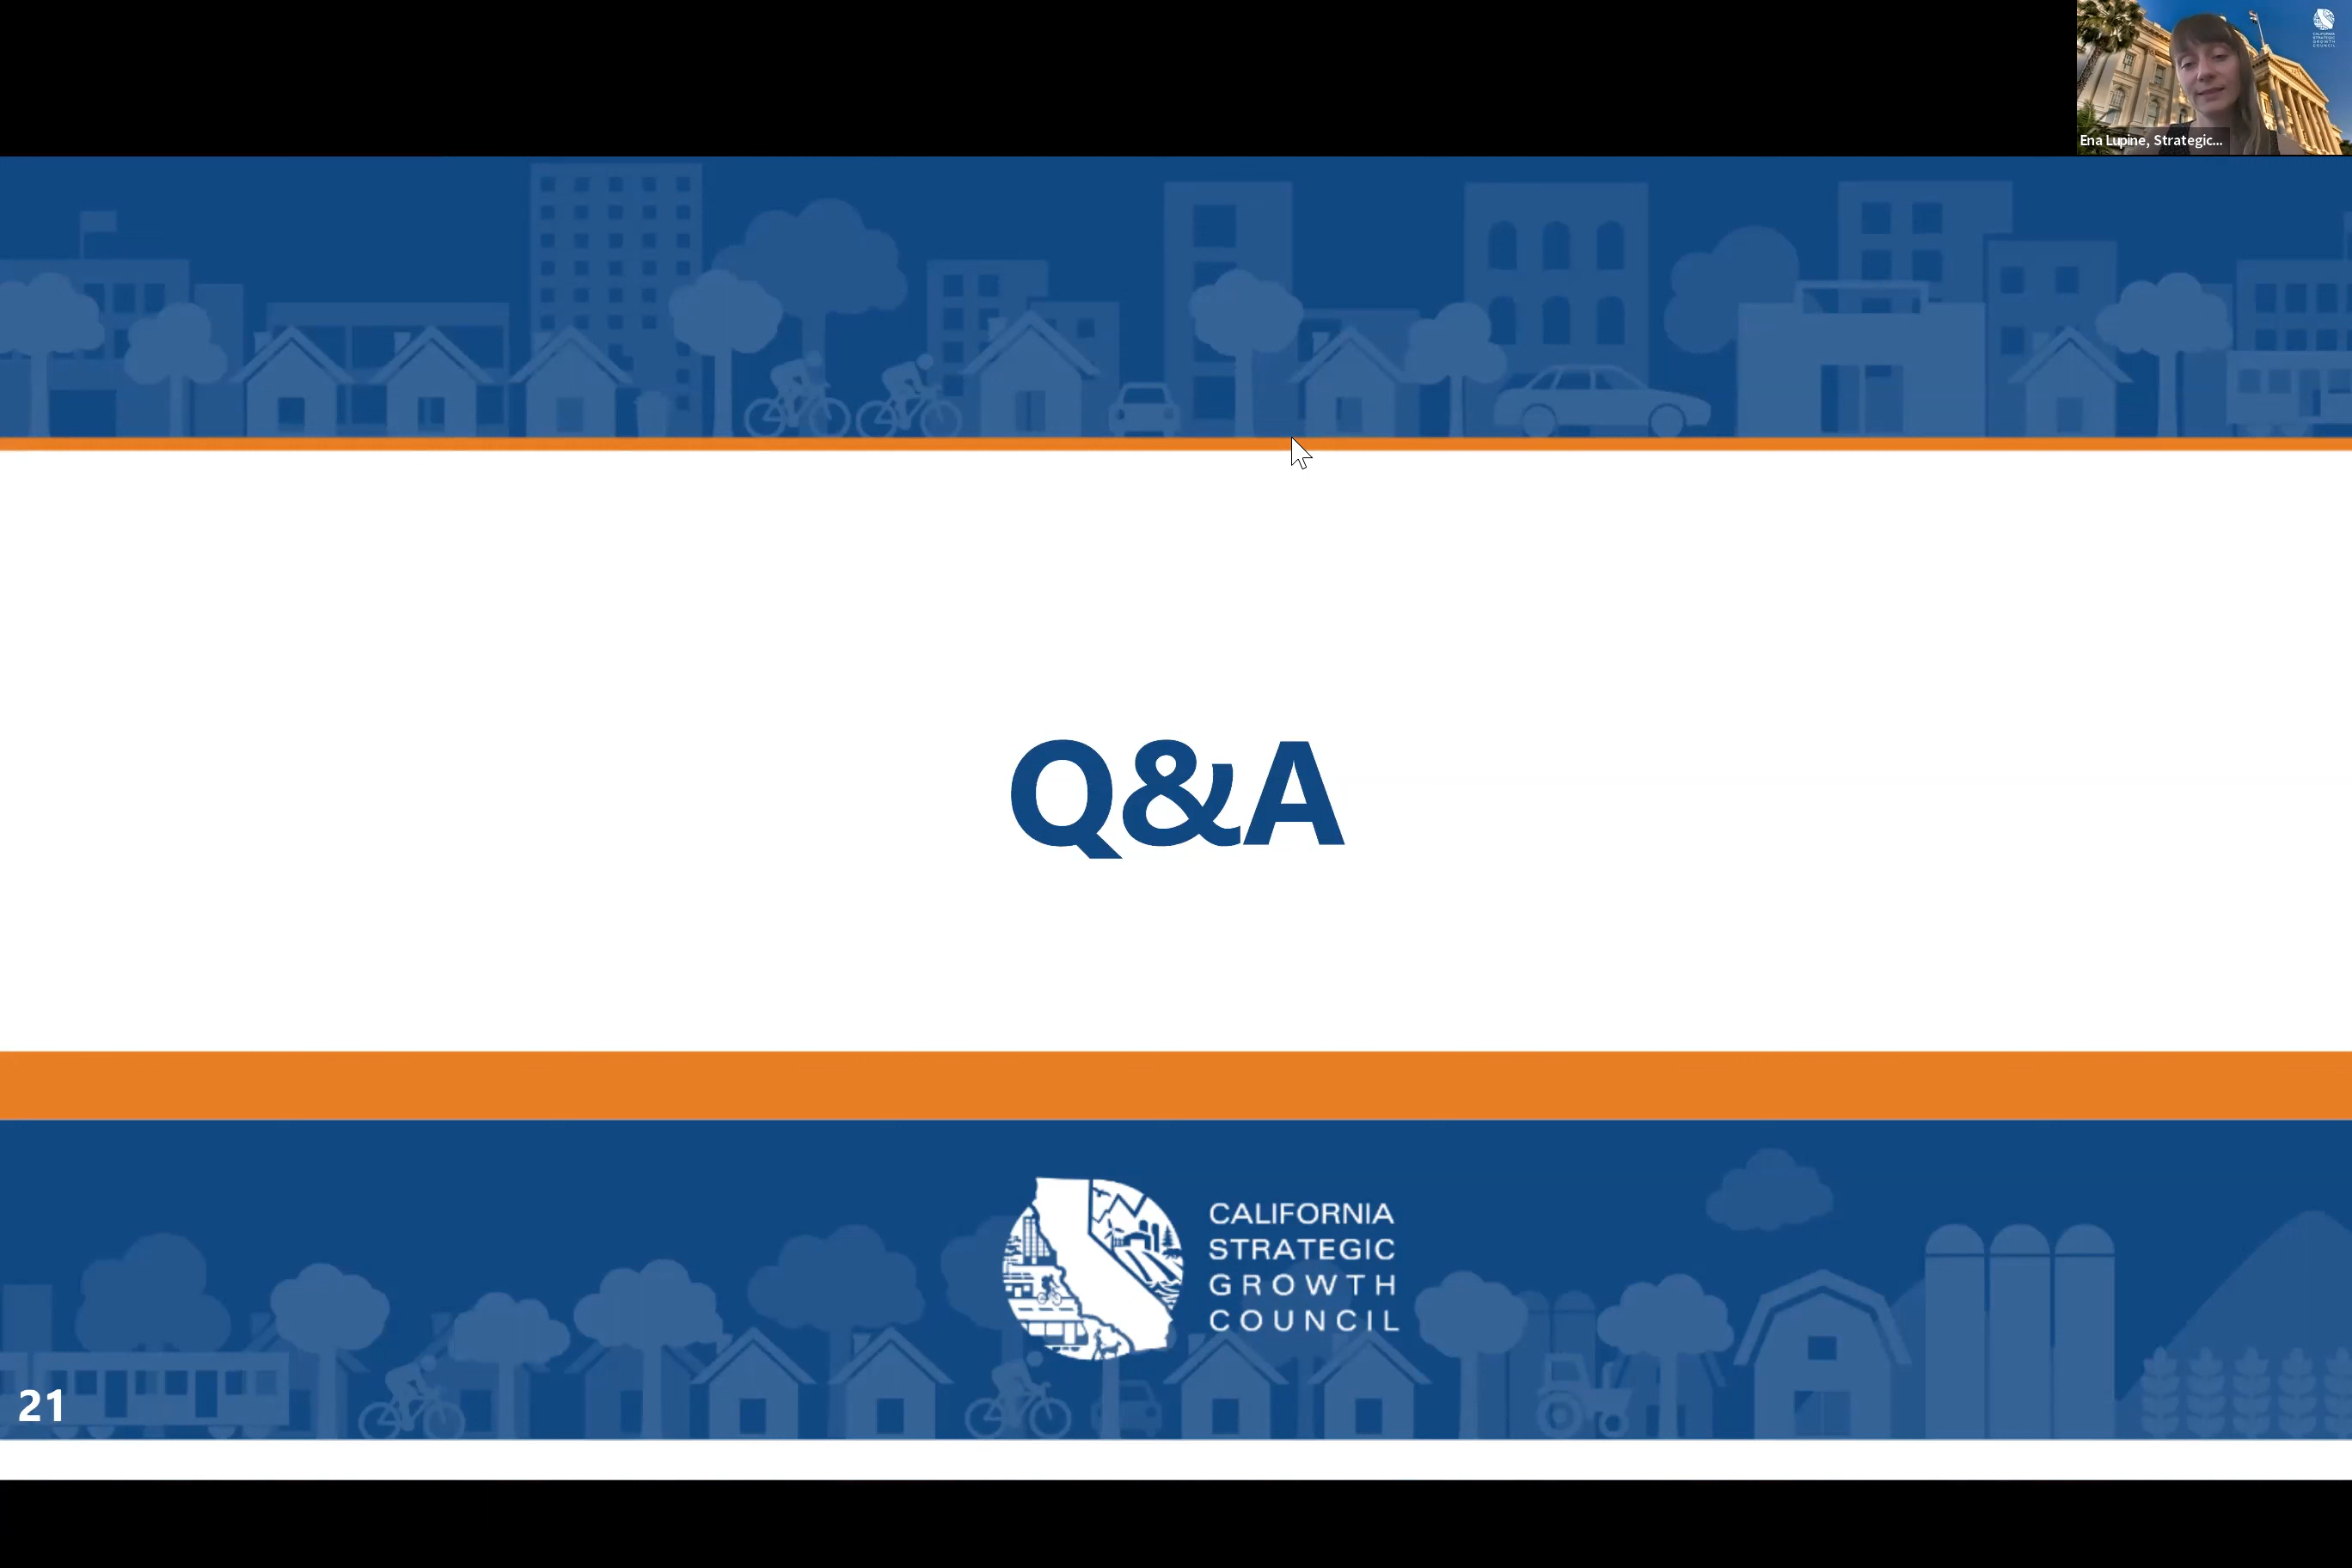 Ena Lupine, Strategic...
Q&A
CALIFORNIA
STRATEGIC
GROWTH
COUNCIL
21